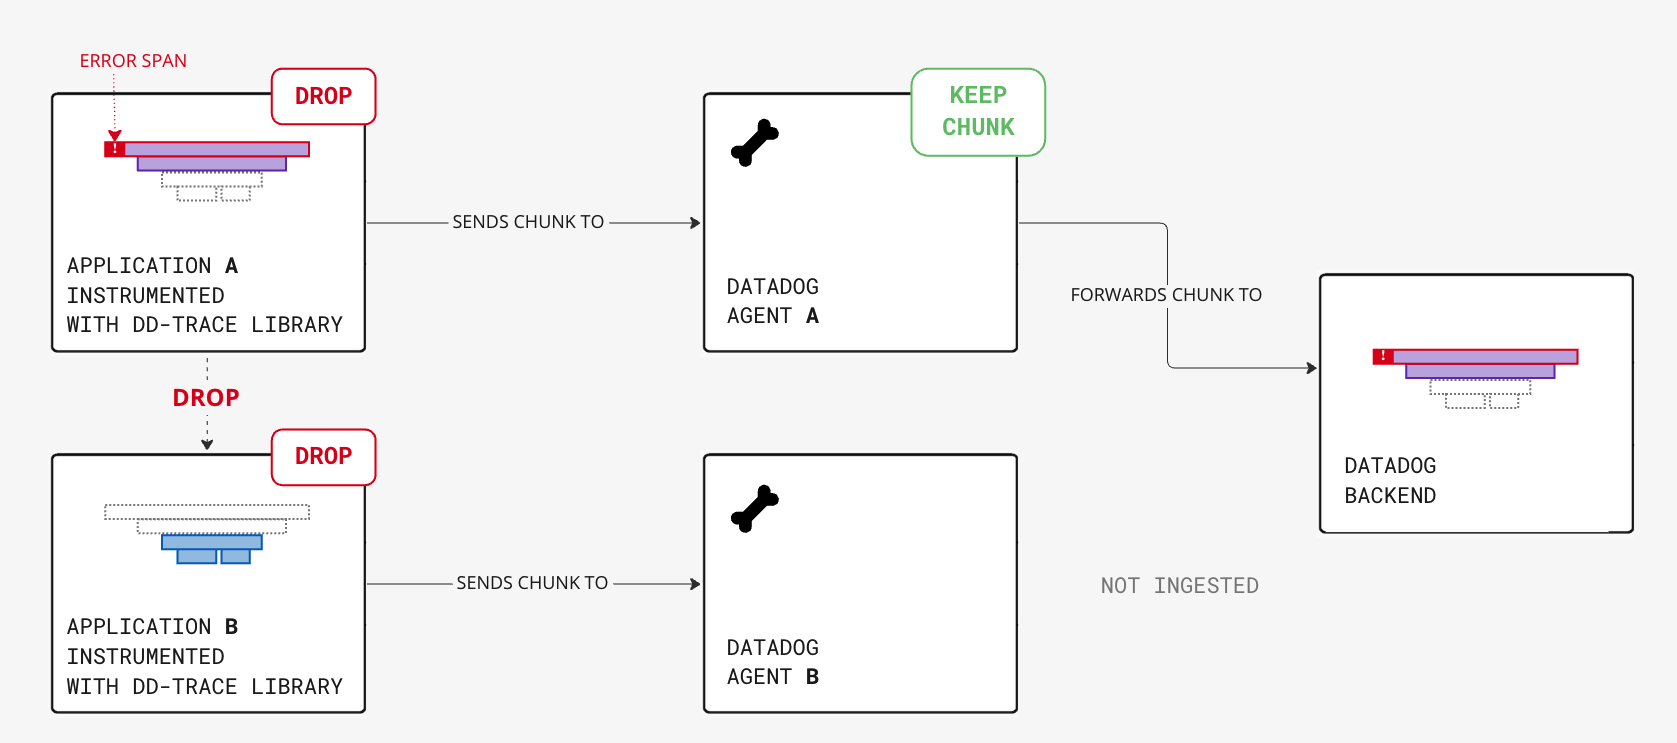 ERROR SPAN
DROP
!
APPLICATION A
INSTRUMENTED
WITH DD-TRACE LIBRARY
SENDS CHUNK TO
KEEP
CHUNK
DATADOG
AGENT A
FORWARDS CHUNK TO
!
DATADOG
BACKEND
DROP
DROP
APPLICATION B
INSTRUMENTED
WITH DD-TRACE LIBRARY
SENDS CHUNK TO
DATADOG
AGENT B
NOT INGESTED